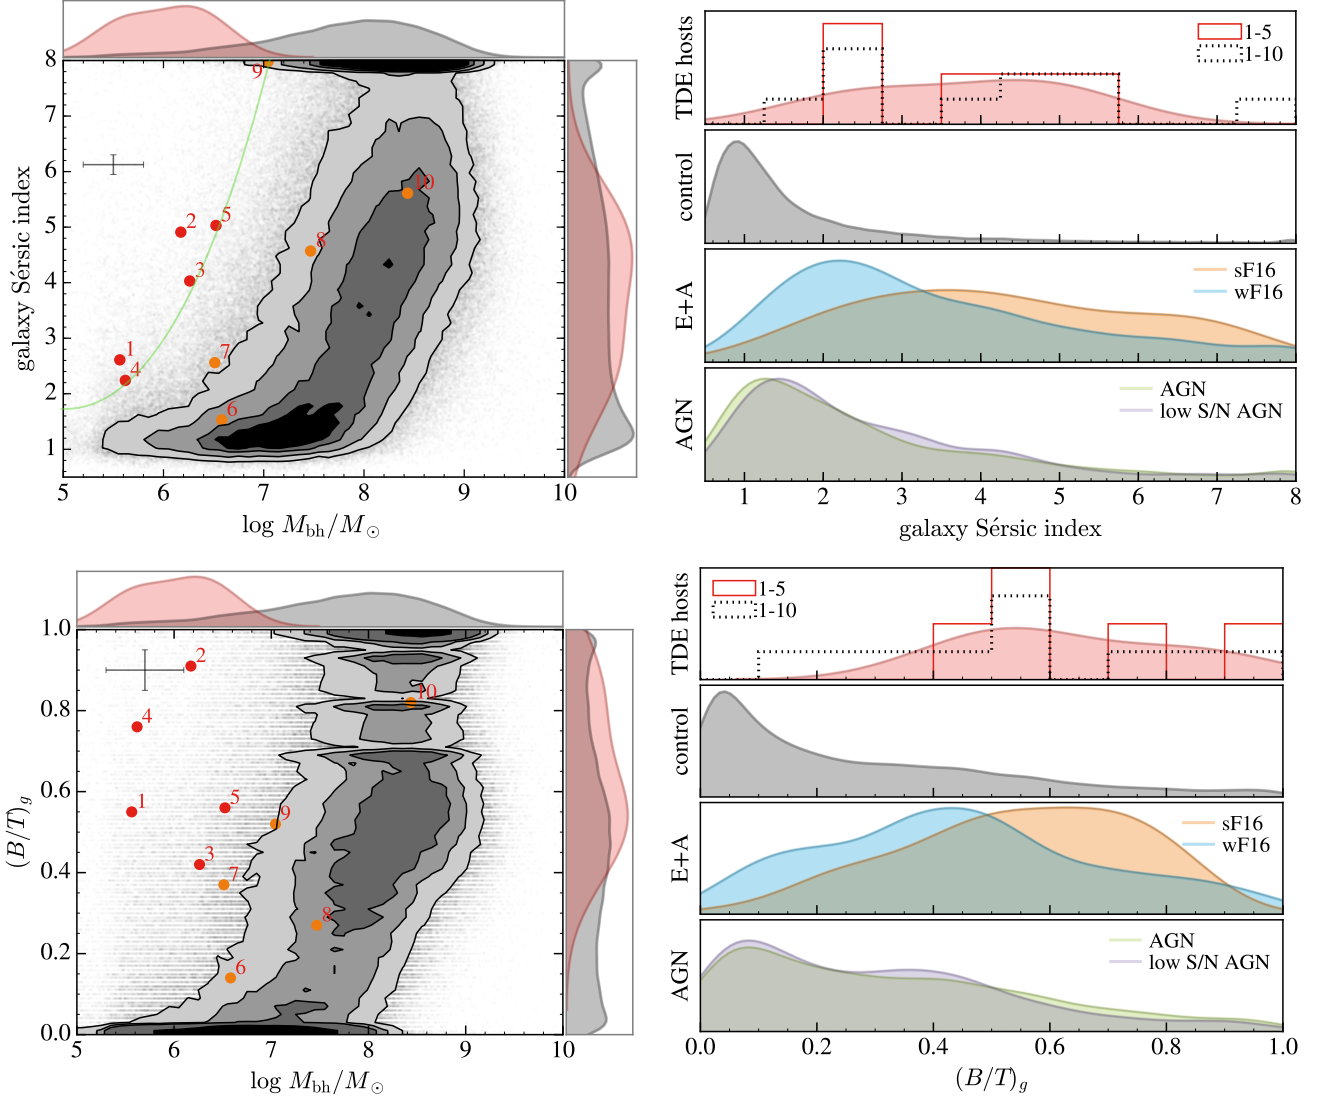 8
7
6
5
4
3
2
1
galaxy Sérsic index
9
2
5
3
1
4
10
8
7
6
5
6
7
8
9
10
log M_bh/M_⊙
TDE hosts
1-5
1-10
control
E+A
sF16
wF16
AGN
AGN
low S/N AGN
1
2
3
4
5
6
7
8
galaxy Sérsic index
1.0
0.8
0.6
0.4
0.2
0.0
(B/T)_g
2
4
10
1
5
9
3
7
8
6
5
6
7
8
9
10
log M_bh/M_⊙
TDE hosts
1-5
1-10
control
E+A
sF16
wF16
AGN
AGN
low S/N AGN
0.0
0.2
0.4
0.6
0.8
1.0
(B/T)_g